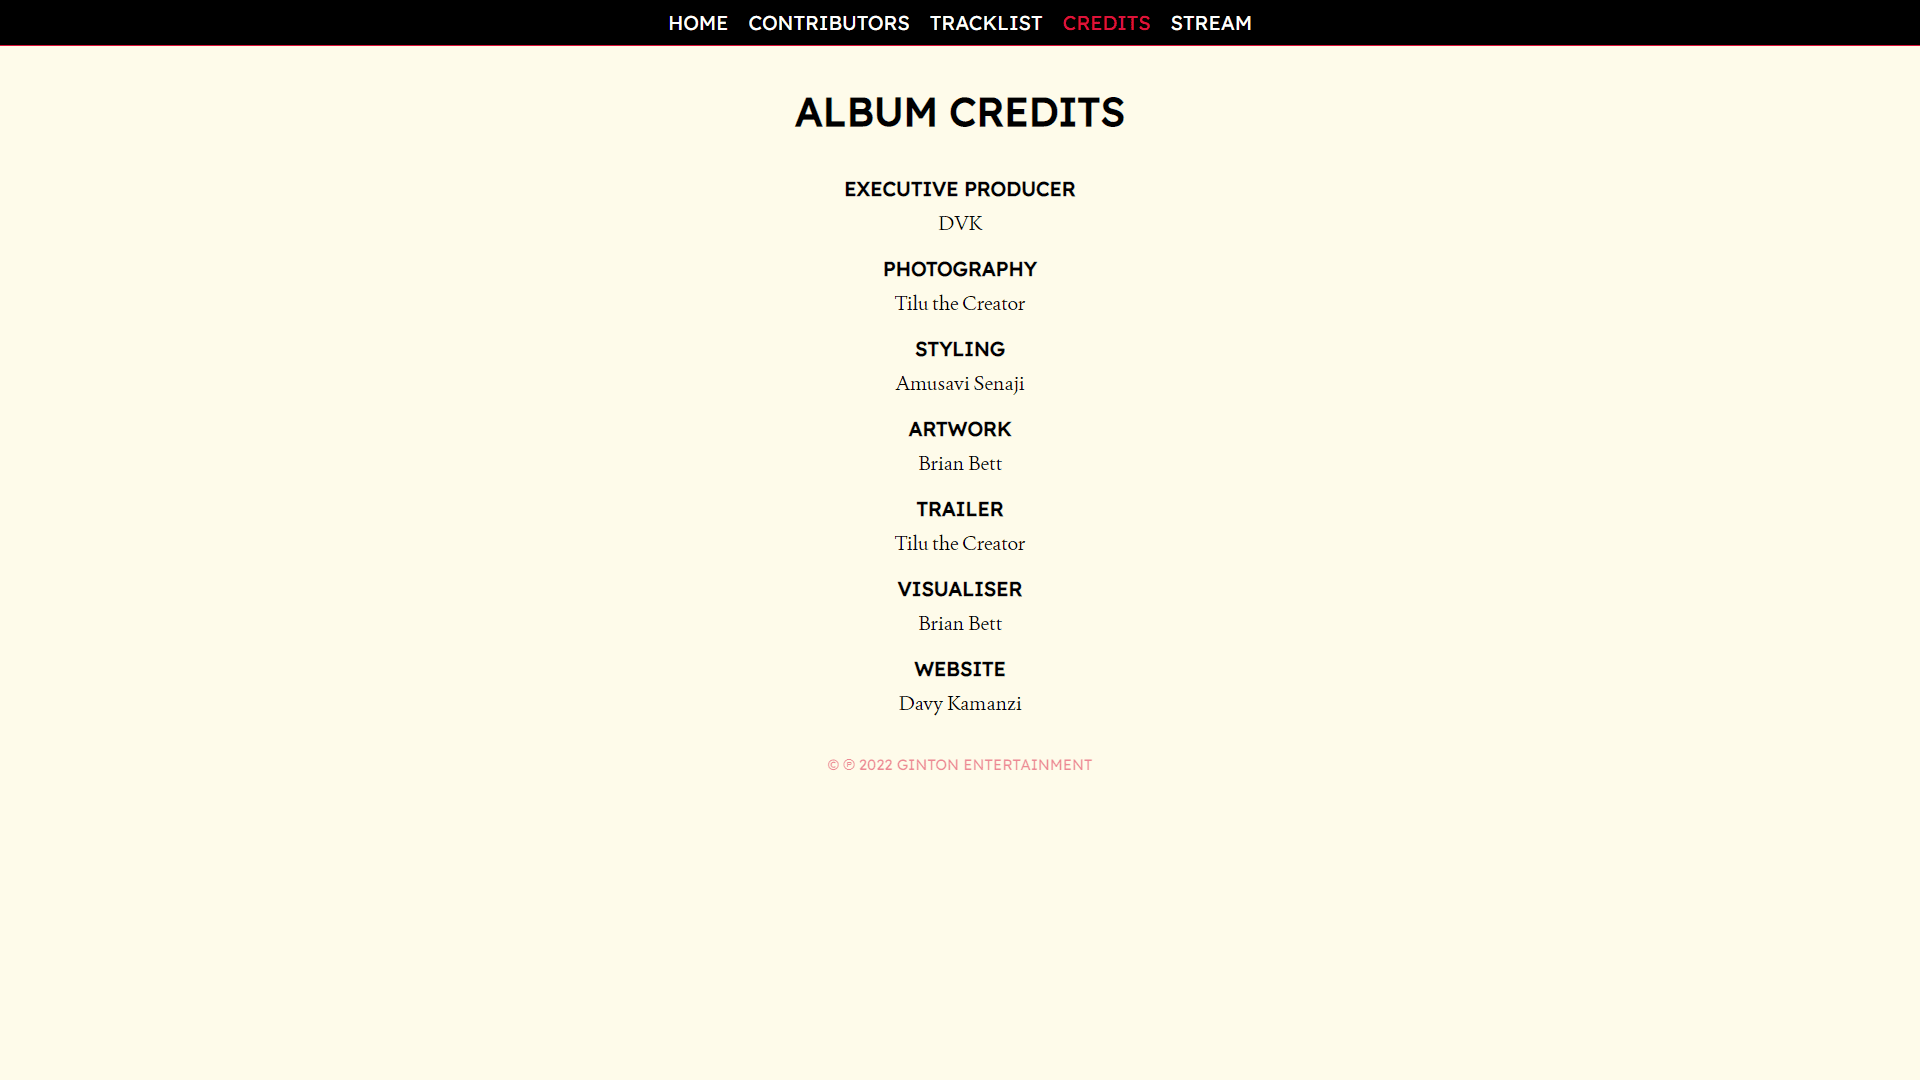 HOME CONTRIBUTORS TRACKLIST CREDITS STREAM
ALBUM CREDITS
EXECUTIVE PRODUCER
DVK
PHOTOGRAPHY
Tilu the Creator
STYLING
Amusavi Senaji
ARTWORK
Brian Bett
TRAILER
Tilu the Creator
VISUALISER
Brian Bett
WEBSITE
Davy Kamanzi
© ℗ 2022 GINTON ENTERTAINMENT